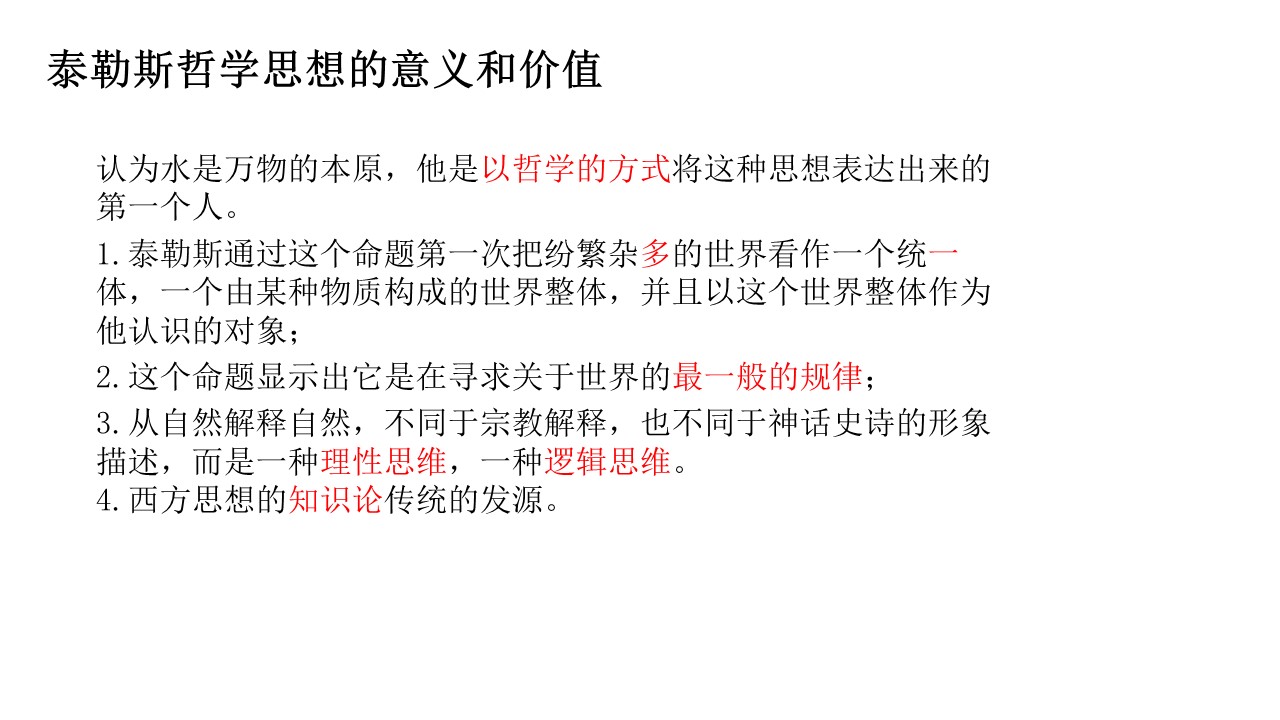 泰勒斯哲学思想的意义和价值
认为水是万物的本原，他是以哲学的方式将这种思想表达出来的
第一个人。
1.泰勒斯通过这个命题第一次把纷繁杂多的世界看作一个统一
体，一个由某种物质构成的世界整体，并且以这个世界整体作为
他认识的对象；
2.这个命题显示出它是在寻求关于世界的最一般的规律；
3.从自然解释自然，不同于宗教解释，也不同于神话史诗的形象
描述，而是一种理性思维，一种逻辑思维。
4.西方思想的知识论传统的发源。